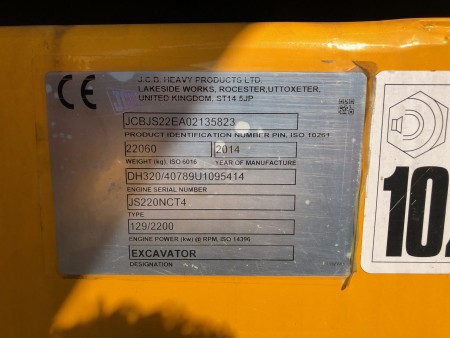 CE
J.C.B. HEAVY PRODUCTS LTD.
LAKESIDE WORKS, ROCESTER,UTTOXETER,
UNITED KINGDOM, ST14 5JP
JCBJS22EA02135823
PRODUCT IDENTIFICATION NUMBER PIN, ISO 10261
22060 2014
WEIGHT (kg), ISO 6016 YEAR OF MANUFACTURE
DH320/40789U1095414
ENGINE SERIAL NUMBER
JS220NCT4
TYPE
129/2200
ENGINE POWER (kw) @ RPM, ISO 14396
EXCAVATOR
DESIGNATION